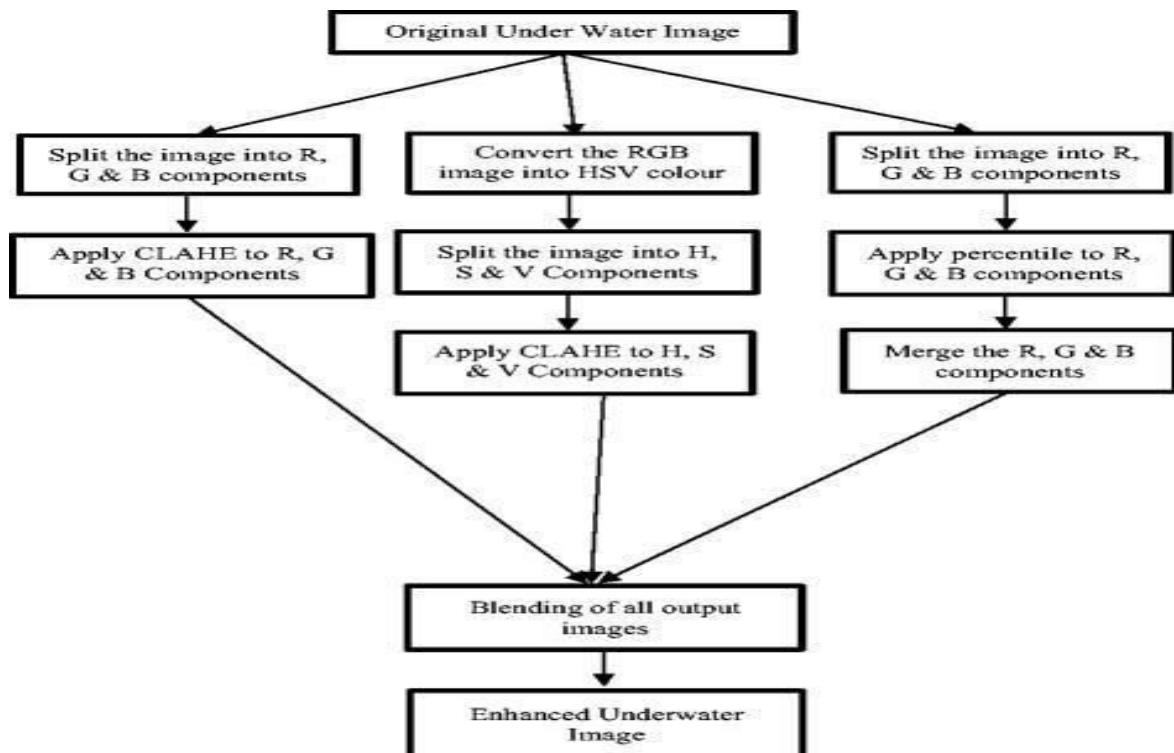 Original Under Water Image
Split the image into R,
G & B components
Convert the RGB
image into HSV colour
Split the image into R,
G & B components
Apply CLAHE to R, G
& B Components
Split the image into H,
S & V Components
Apply percentile to R,
G & B components
Apply CLAHE to H, S
& V Components
Merge the R, G & B
components
Blending of all output
images
Enhanced Underwater
Image